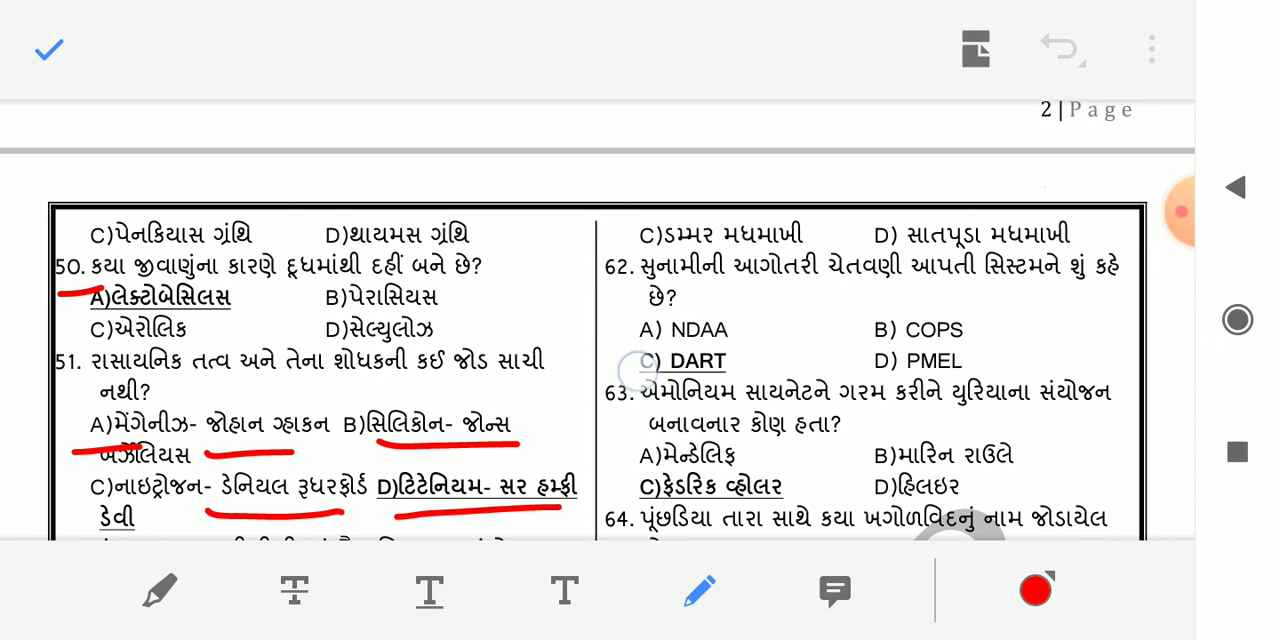 2 | P a g e
C)પેનકિયાસ ગ્રંથિ D)થાયમસ ગ્રંથિ
50. કયા જીવાણુંના કારણે દૂધમાંથી દહીં બને છે?
A)લેક્ટોબેસિલસ B)પેરાસિયસ
C)એરોલિક D)સેલ્યુલોઝ
51. રાસાયનિક તત્વ અને તેના શોધકની કઈ જોડ સાચી
નથી?
A)મેંગેનીઝ- જોહાન ગ્હાકન B)સિલિકોન- જોન્સ
બર્ઝેલિયસ
C)નાઇટ્રોજન- ડેનિયલ રૂધરફોર્ડ D)ટિટેનિયમ- સર હમ્ફ્રી
ડેવી
C)ડમ્મર મધમાખી D) સાતપૂડા મધમાખી
62. સુનામીની આગોતરી ચેતવણી આપતી સિસ્ટમને શું કહે
છે?
A) NDAA B) COPS
C) DART D) PMEL
63. એમોનિયમ સાયનેટને ગરમ કરીને યુરિયાના સંયોજન
બનાવનાર કોણ હતા?
A)મેન્ડેલિફ B)મારિન રાઉલે
C)ફ્રેડરિક વ્હોલર D)હિલઇર
64. પૂંછડિયા તારા સાથે કયા ખગોળવિદનું નામ જોડાયેલ